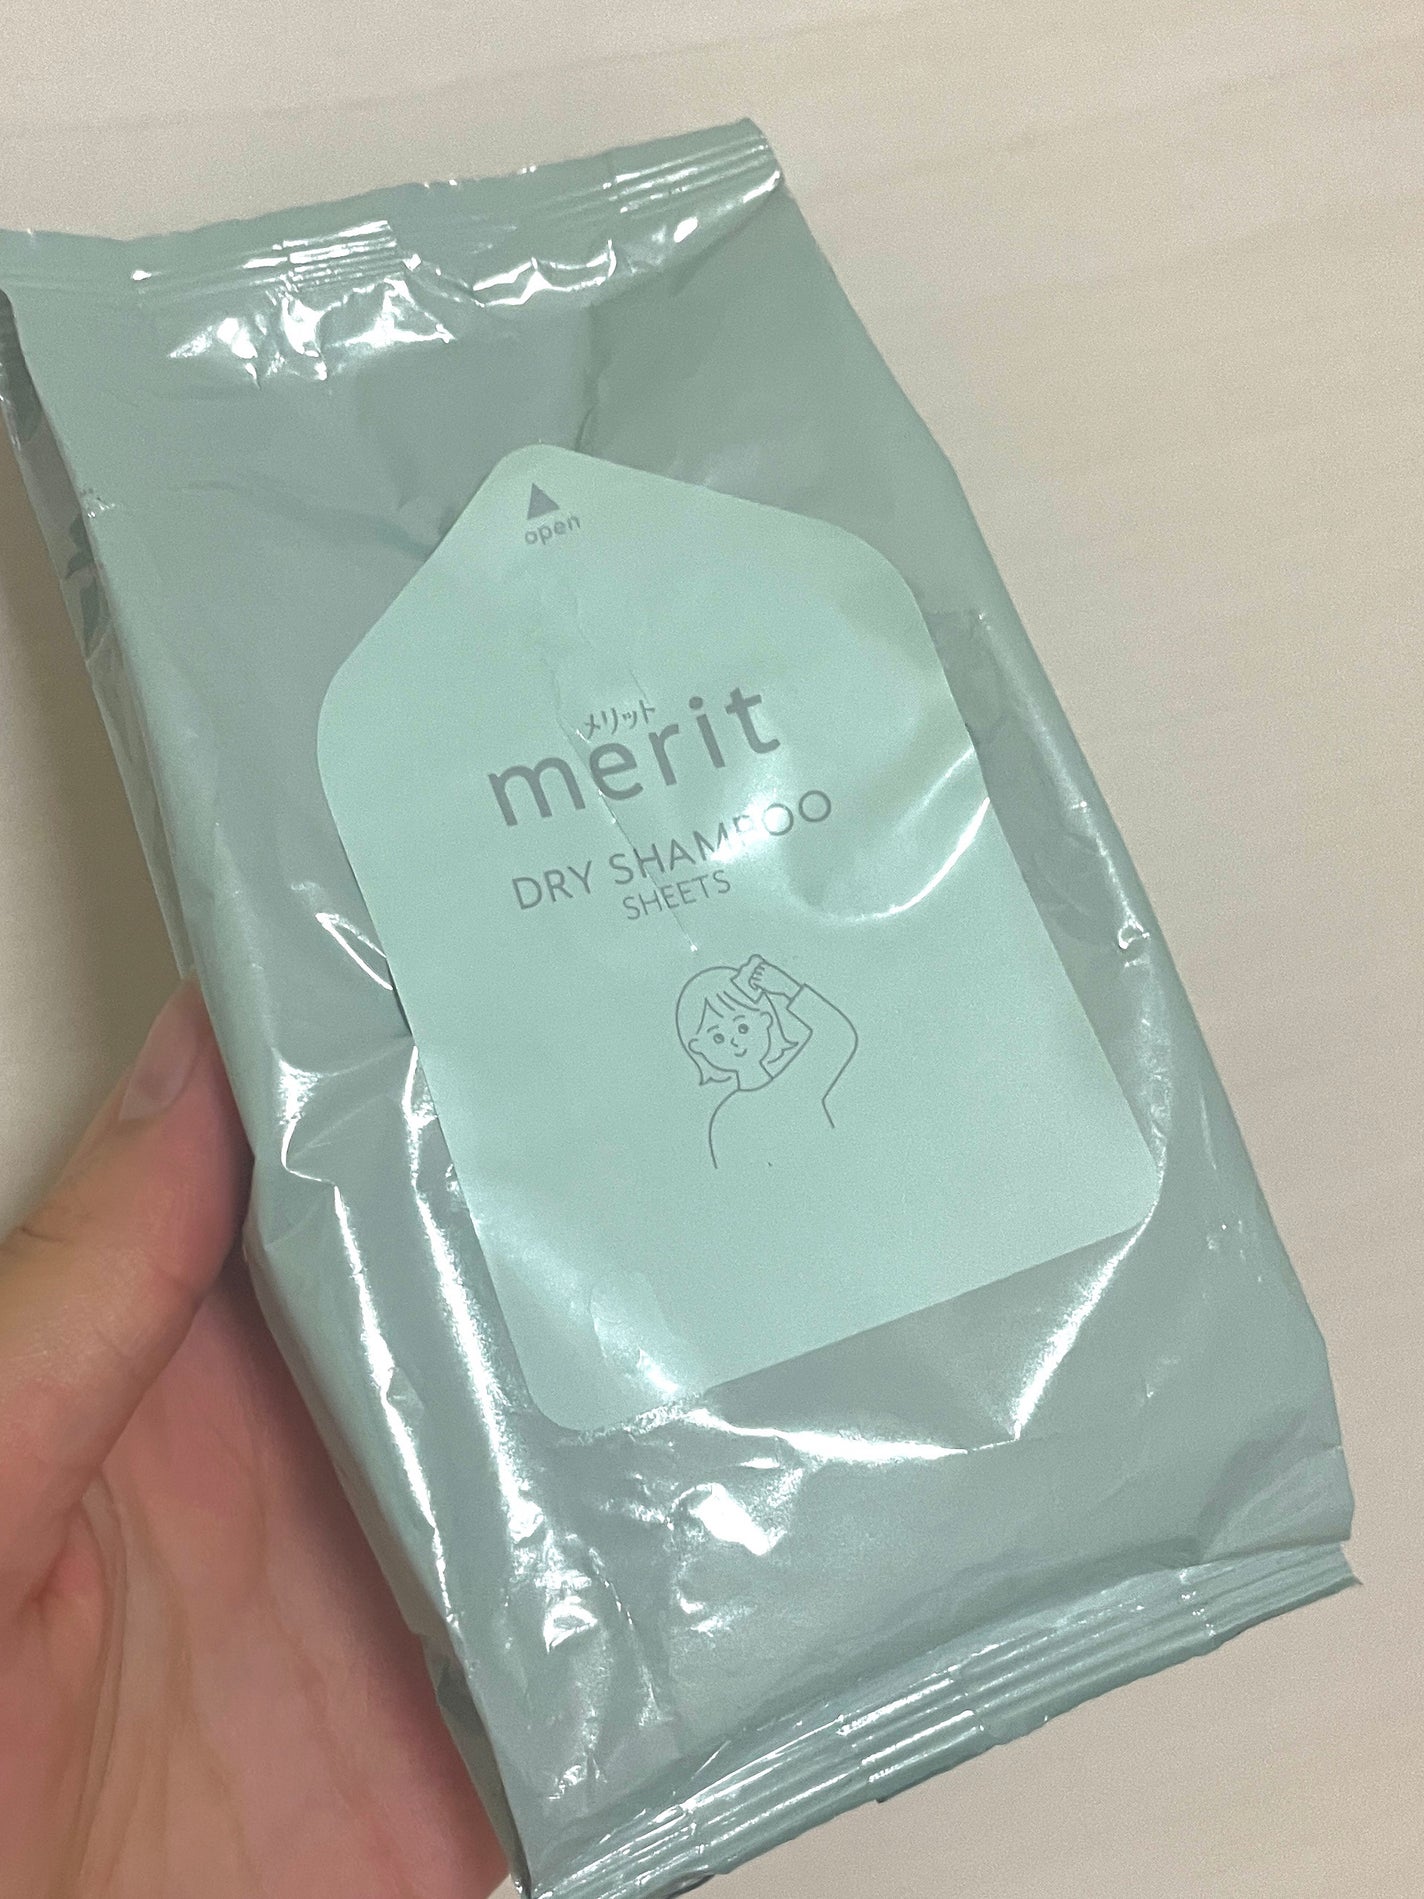 ▲
open
メリット
merit
DRY SHAMPOO
SHEETS